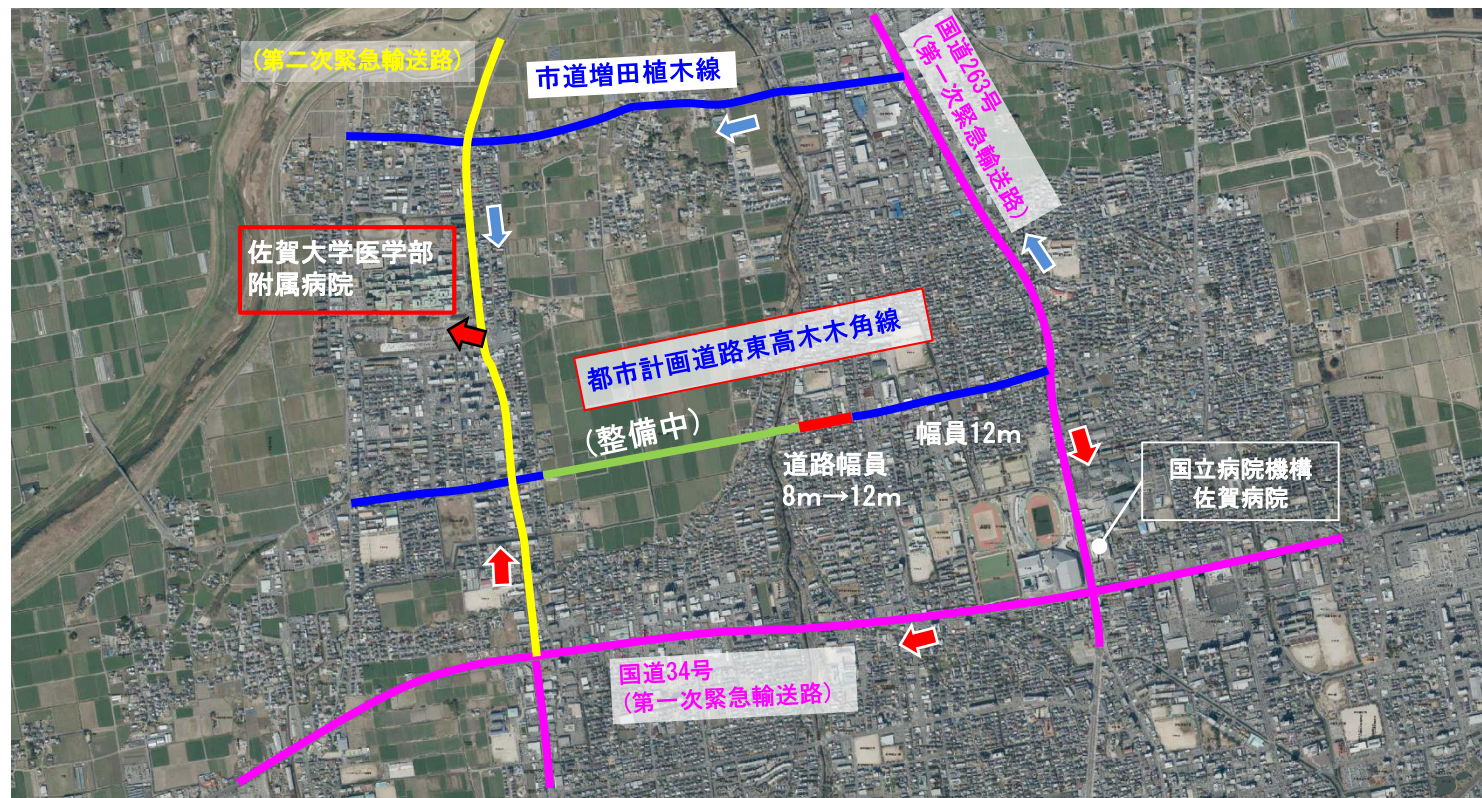 (第二次緊急輸送路)
市道増田植木線
国道263号
(第一次緊急輸送路)
佐賀大学医学部
附属病院
都市計画道路東高木木角線
(整備中)
幅員12m
道路幅員
8m→12m
国立病院機構
佐賀病院
国道34号
(第一次緊急輸送路)